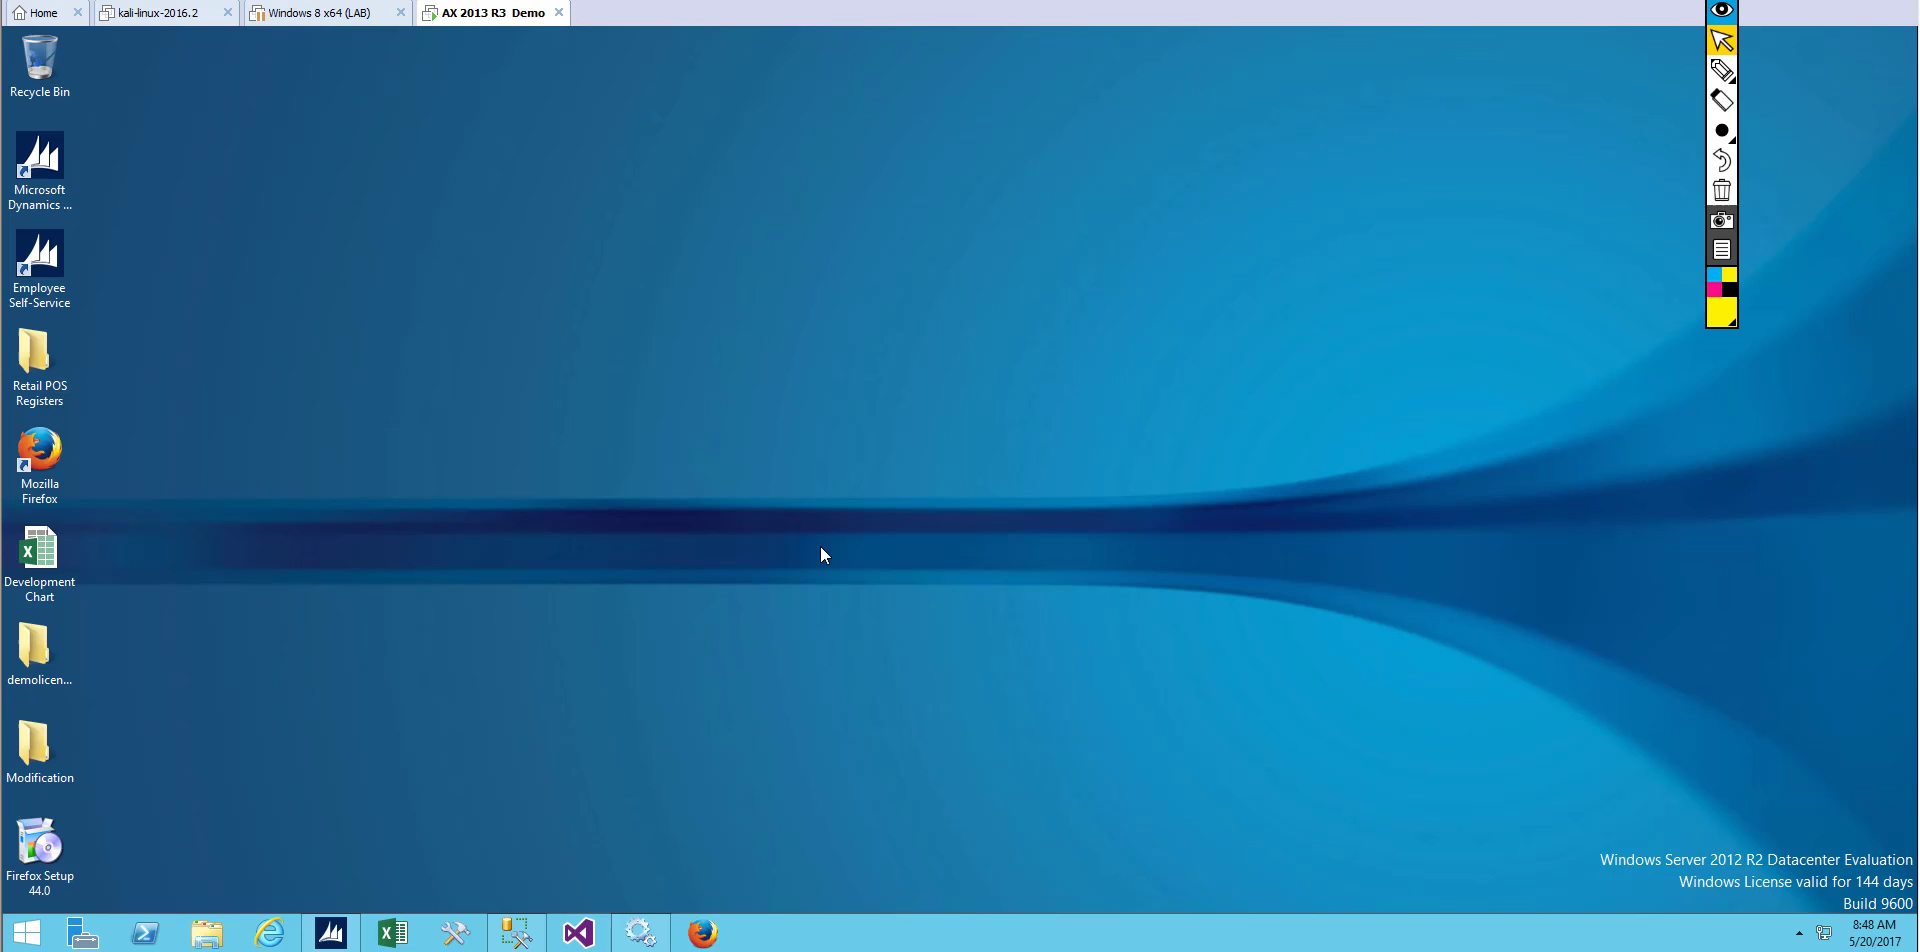 Home
kali-linux-2016.2
Windows 8 x64 (LAB)
AX 2013 R3  Demo
Recycle Bin
Microsoft
Dynamics ...
Employee
Self-Service
Retail POS
Registers
Mozilla
Firefox
Development
Chart
demolicen...
Modification
Firefox Setup
44.0
Windows Server 2012 R2 Datacenter Evaluation
Windows License valid for 144 days
Build 9600
8:48 AM
5/20/2017